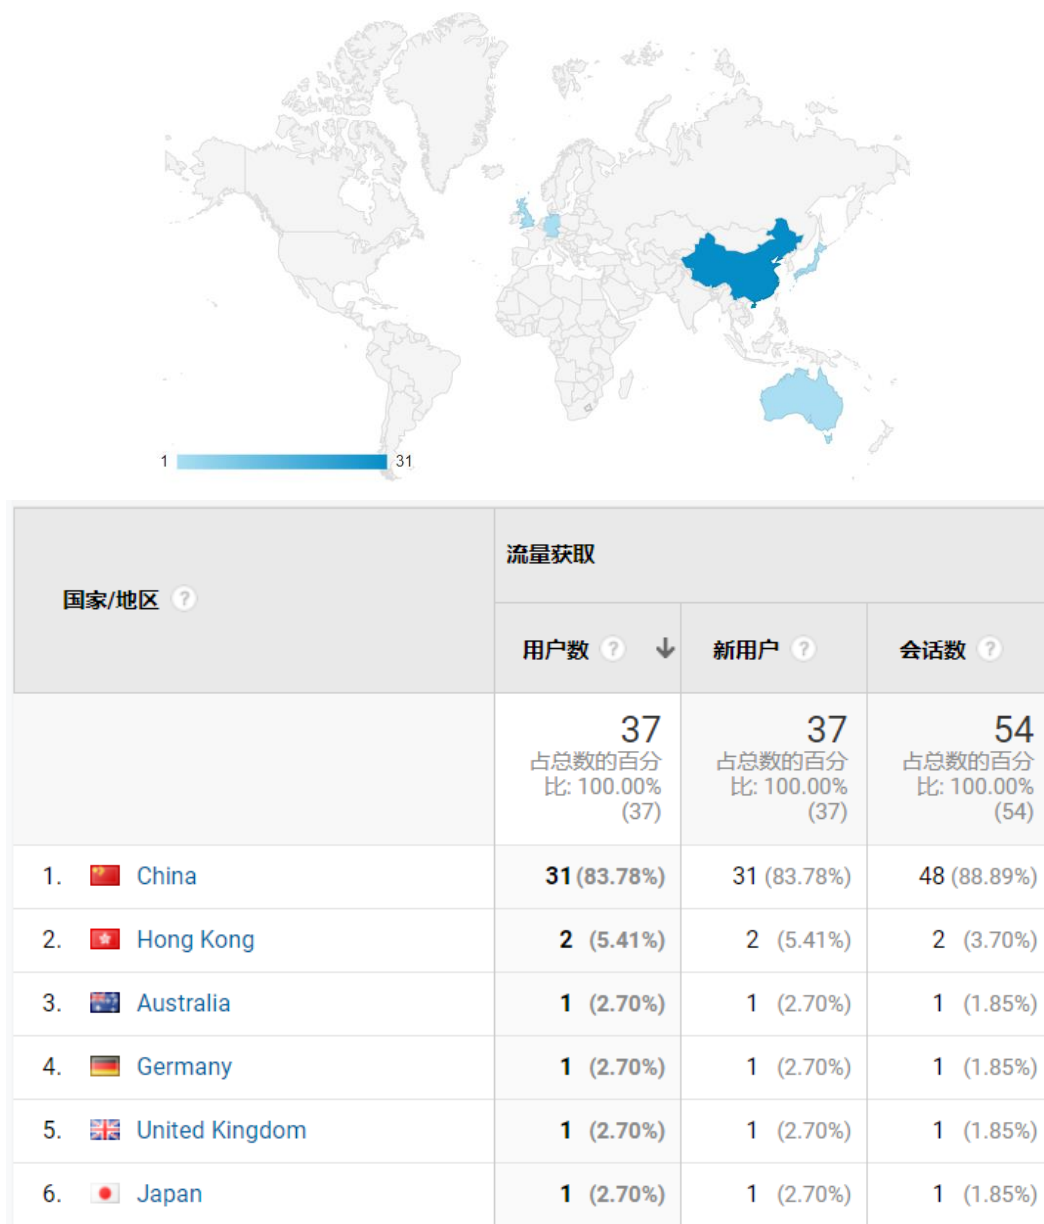 1 31
国家/地区 ?
流量获取
用户数 ? 新用户 ? 会话数 ?
37 37 54
占总数的百分 占总数的百分 占总数的百分
比: 100.00% 比: 100.00% 比: 100.00%
(37) (37) (54)
1. China 31 (83.78%) 31 (83.78%) 48 (88.89%)
2. Hong Kong 2 (5.41%) 2 (5.41%) 2 (3.70%)
3. Australia 1 (2.70%) 1 (2.70%) 1 (1.85%)
4. Germany 1 (2.70%) 1 (2.70%) 1 (1.85%)
5. United Kingdom 1 (2.70%) 1 (2.70%) 1 (1.85%)
6. Japan 1 (2.70%) 1 (2.70%) 1 (1.85%)